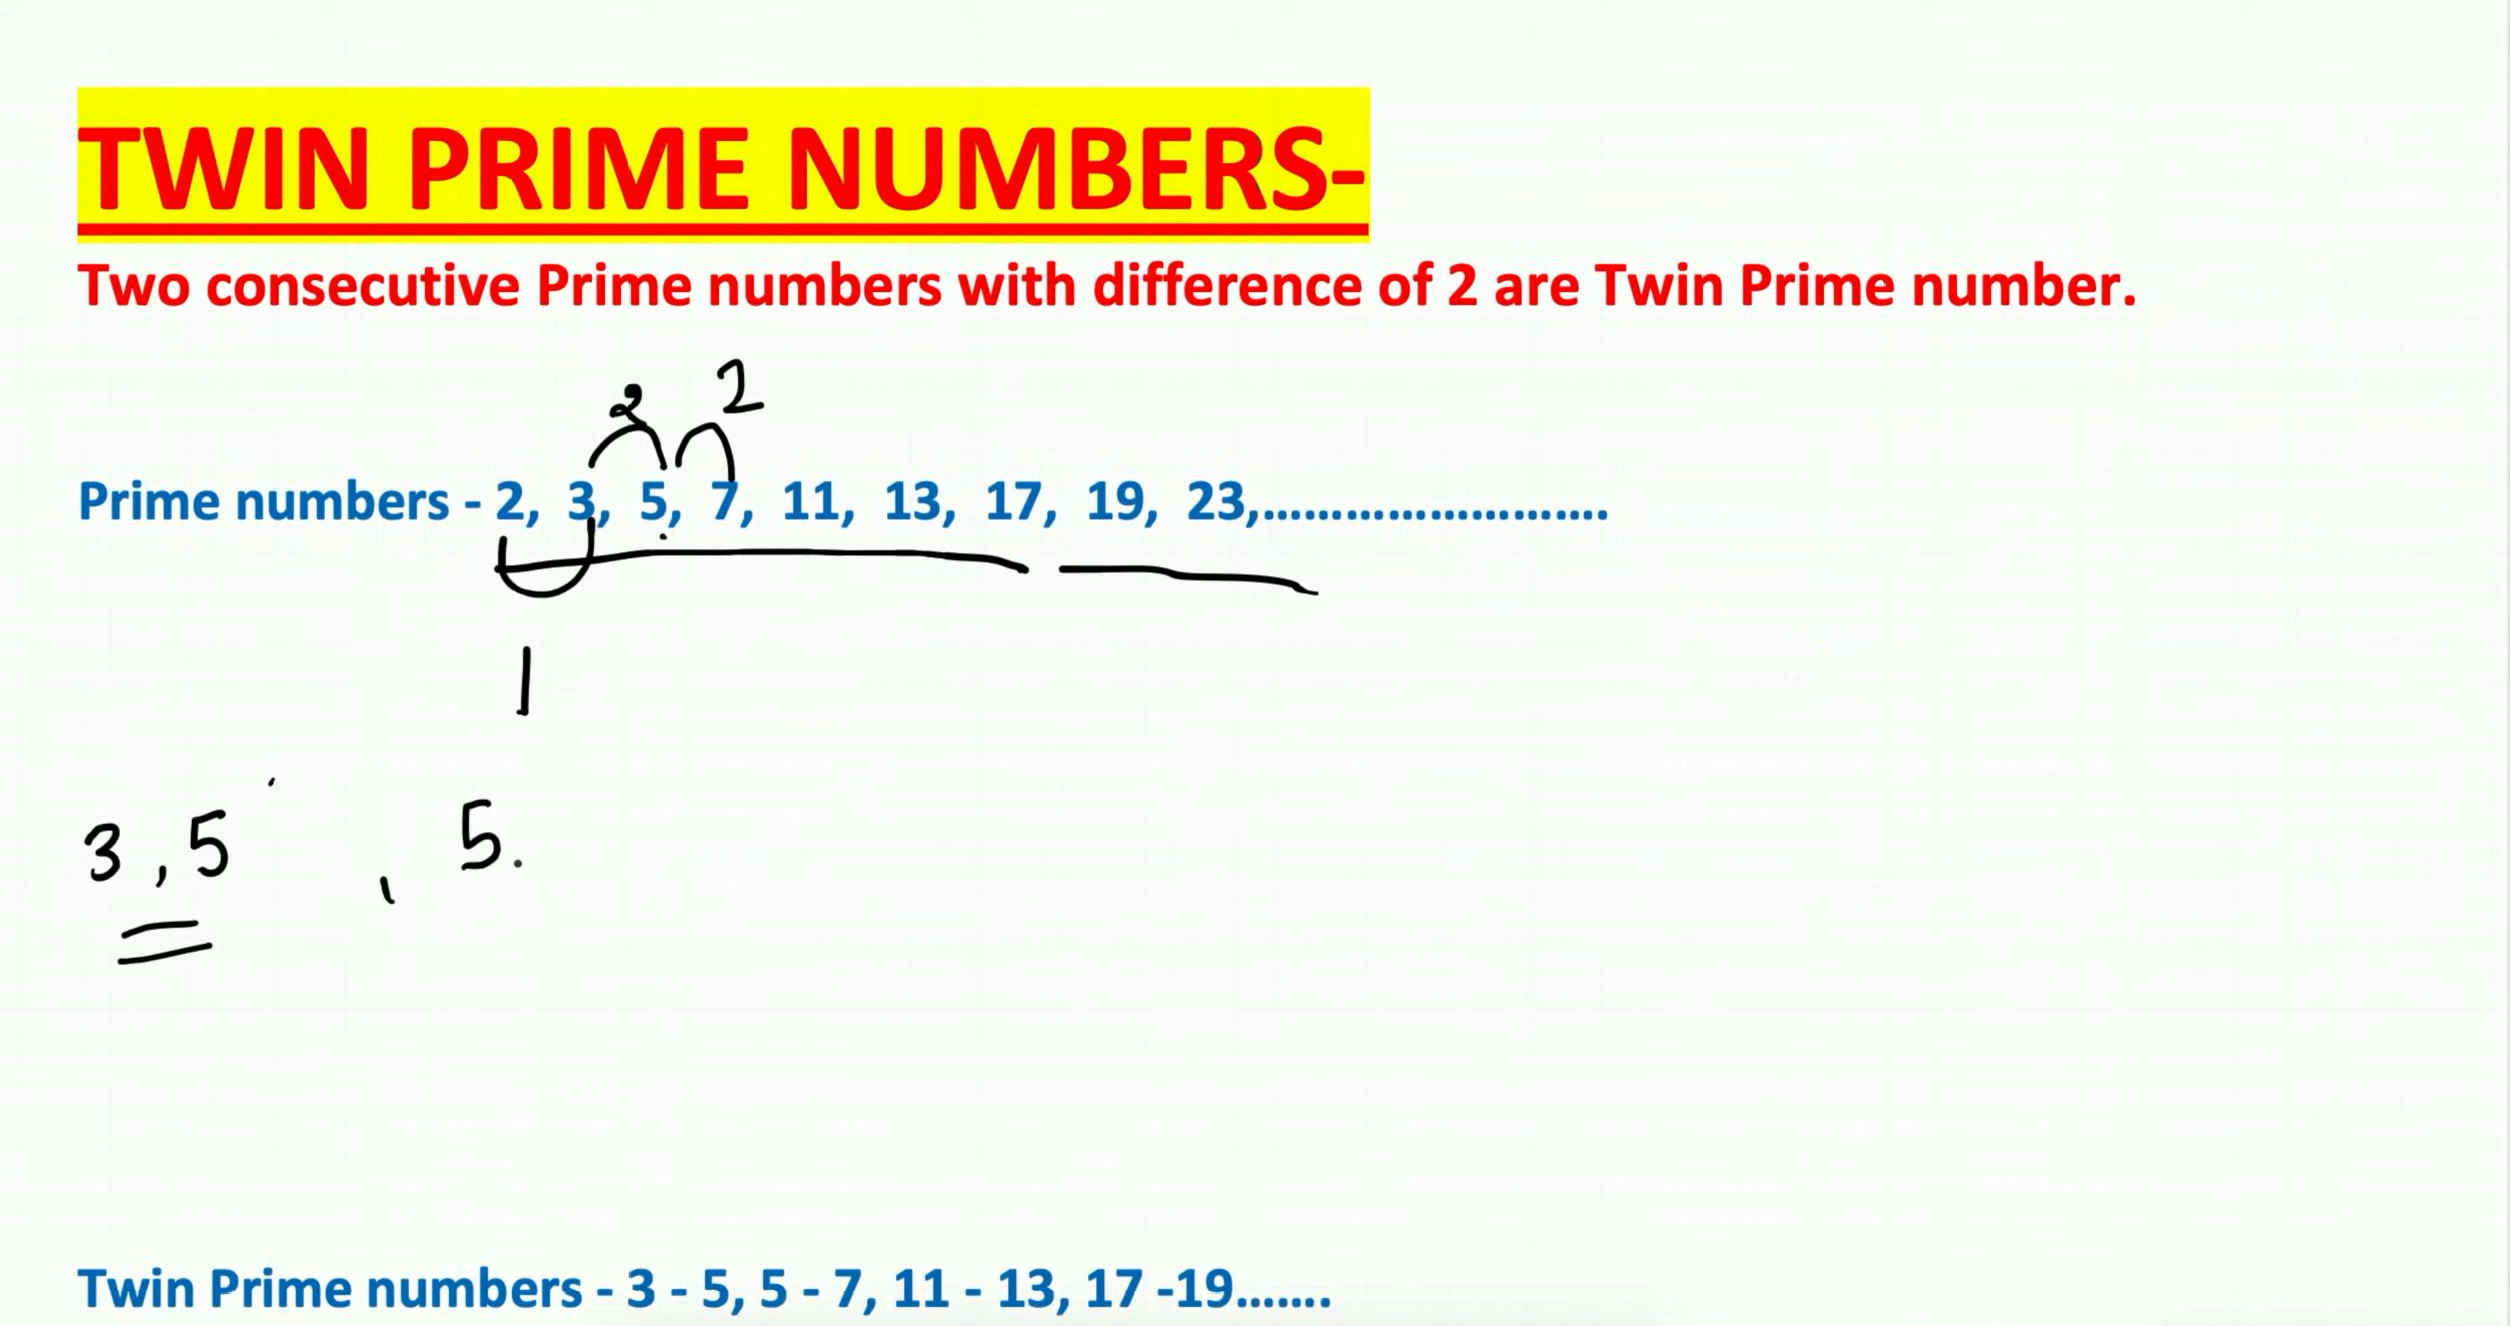 TWIN PRIME NUMBERS-
Two consecutive Prime numbers with difference of 2 are Twin Prime number.
2 2
Prime numbers - 2, 3, 5, 7, 11, 13, 17, 19, 23,..........................
1
3 , 5 , 5.
Twin Prime numbers - 3 - 5, 5 - 7, 11 - 13, 17 -19.......